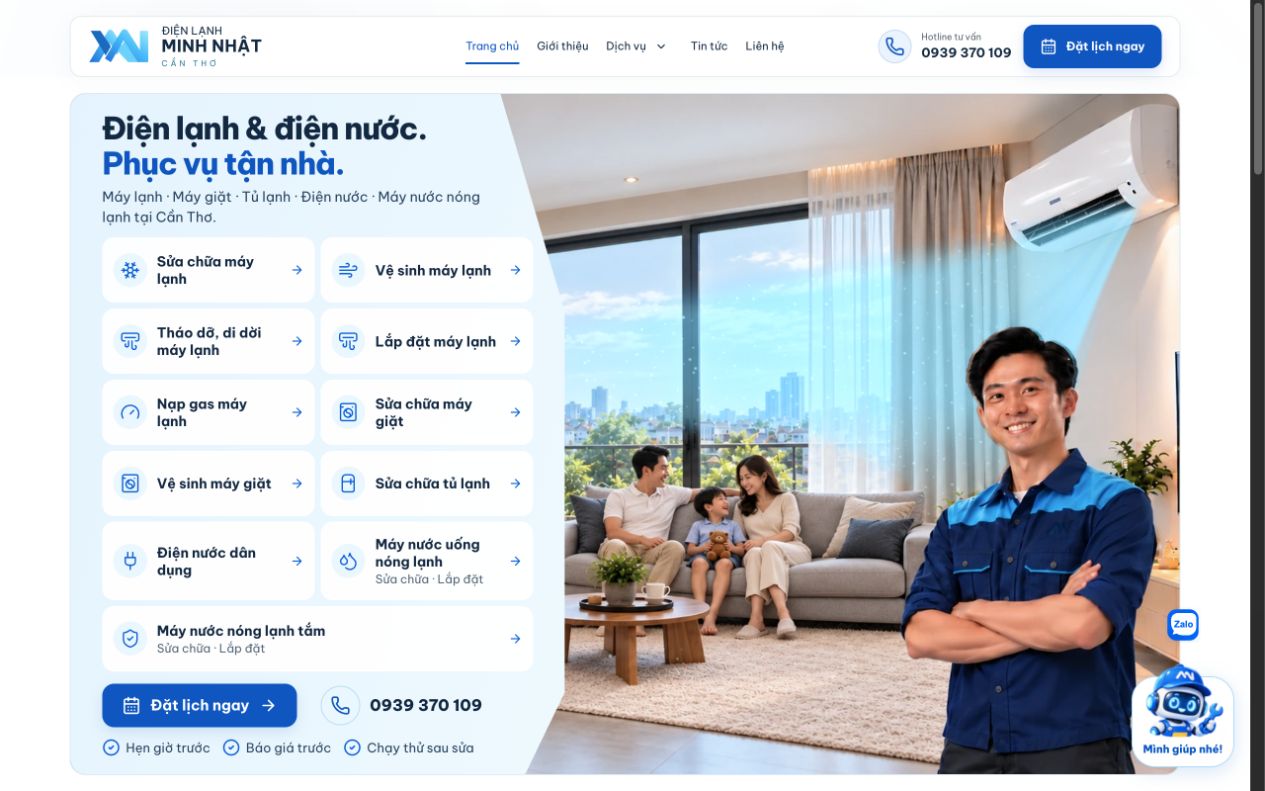 ĐIỆN LẠNH
MINH NHẬT
CẦN THƠ
Trang chủ
Giới thiệu
Dịch vụ
Tin tức
Liên hệ
Hotline tư vấn
0939 370 109
Đặt lịch ngay
Điện lạnh & điện nước.
Phục vụ tận nhà.
Máy lạnh · Máy giặt · Tủ lạnh · Điện nước · Máy nước nóng
lạnh tại Cần Thơ.
Sửa chữa máy
lạnh
Vệ sinh máy lạnh
Tháo dỡ, di dời
máy lạnh
Lắp đặt máy lạnh
Nạp gas máy
lạnh
Sửa chữa máy
giặt
Vệ sinh máy giặt
Sửa chữa tủ lạnh
Điện nước dân
dụng
Máy nước uống
nóng lạnh
Sửa chữa · Lắp đặt
Máy nước nóng lạnh tắm
Sửa chữa · Lắp đặt
Đặt lịch ngay
0939 370 109
Hẹn giờ trước
Báo giá trước
Chạy thử sau sửa
Zalo
Mình giúp nhé!